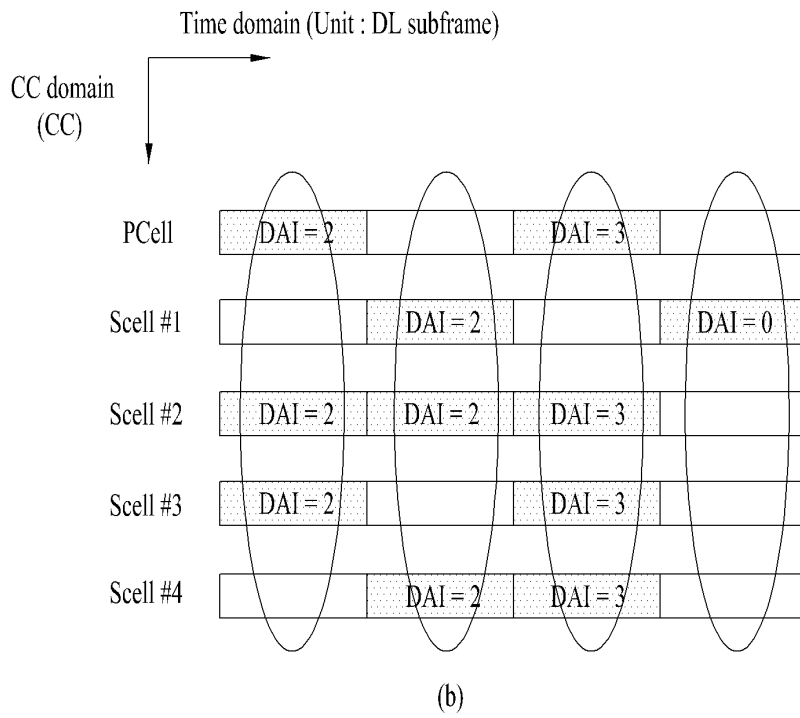 Time domain (Unit : DL subframe)
CC domain
(CC)
PCell DAI = 2 DAI = 3
Scell #1 DAI = 2 DAI = 0
Scell #2 DAI = 2 DAI = 2 DAI = 3
Scell #3 DAI = 2 DAI = 3
Scell #4 DAI = 2 DAI = 3
(b)